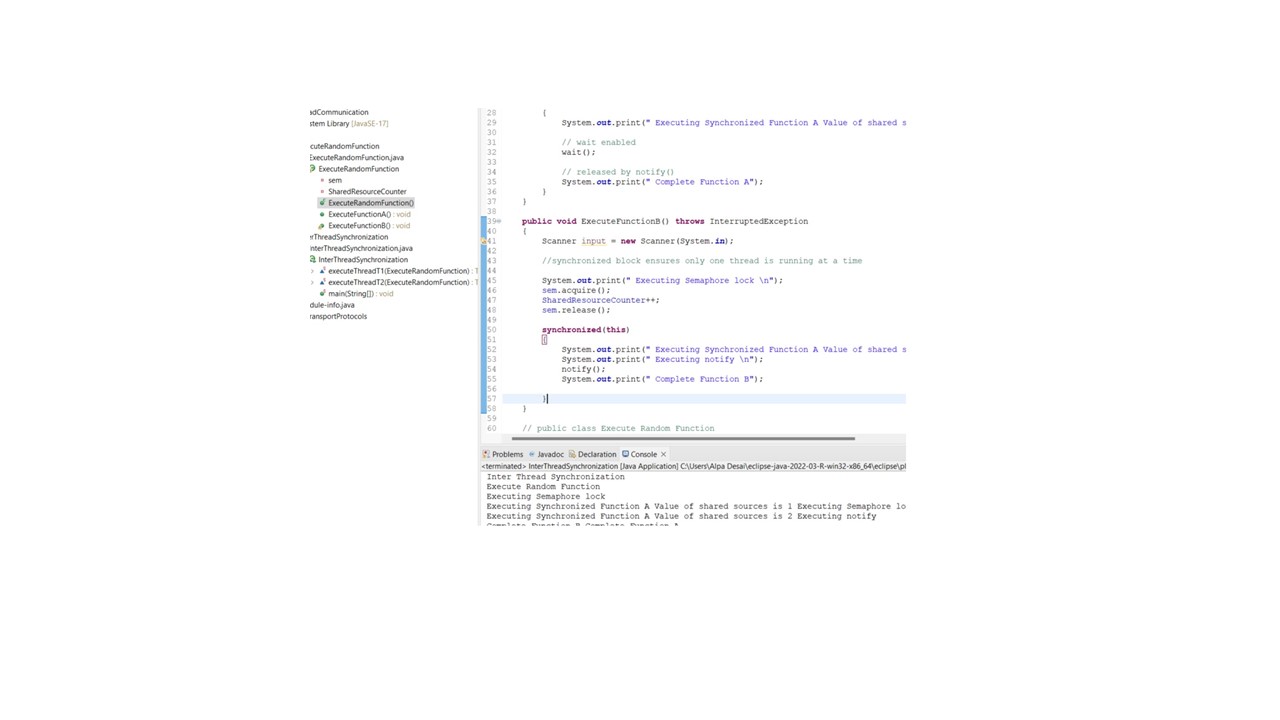 adCommunication
stem Library [JavaSE-17]
cuteRandomFunction
ExecuteRandomFunction.java
ExecuteRandomFunction
sem
SharedResourceCounter
ExecuteRandomFunction()
ExecuteFunctionA() : void
ExecuteFunctionB() : void
rThreadSynchronization
nterThreadSynchronization.java
InterThreadSynchronization
executeThreadT1(ExecuteRandomFunction) : T
executeThreadT2(ExecuteRandomFunction) : T
main(String[]) : void
dule-info.java
ransportProtocols
28 {
29 System.out.print(" Executing Synchronized Function A Value of shared s
30
31 // wait enabled
32 wait();
33
34 // released by notify()
35 System.out.print(" Complete Function A");
36 }
37 }
38
39 public void ExecuteFunctionB() throws InterruptedException
40 {
41 Scanner input = new Scanner(System.in);
42
43 //synchronized block ensures only one thread is running at a time
44
45 System.out.print(" Executing Semaphore lock \n");
46 sem.acquire();
47 SharedResourceCounter++;
48 sem.release();
49
50 synchronized(this)
51 {
52 System.out.print(" Executing Synchronized Function A Value of shared s
53 System.out.print(" Executing notify \n");
54 notify();
55 System.out.print(" Complete Function B");
56
57 }
58 }
59
60 // public class Execute Random Function
Problems Javadoc Declaration Console
<terminated> InterThreadSynchronization [Java Application] C:\Users\Alpa Desai\eclipse-java-2022-03-R-win32-x86_64\eclipse\pl
Inter Thread Synchronization
Execute Random Function
Executing Semaphore lock
Executing Synchronized Function A Value of shared sources is 1 Executing Semaphore lo
Executing Synchronized Function A Value of shared sources is 2 Executing notify
Complete Function B Complete Function A